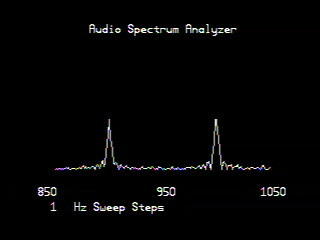 Audio Spectrum Analyzer
850 950 1050
1 Hz Sweep Steps